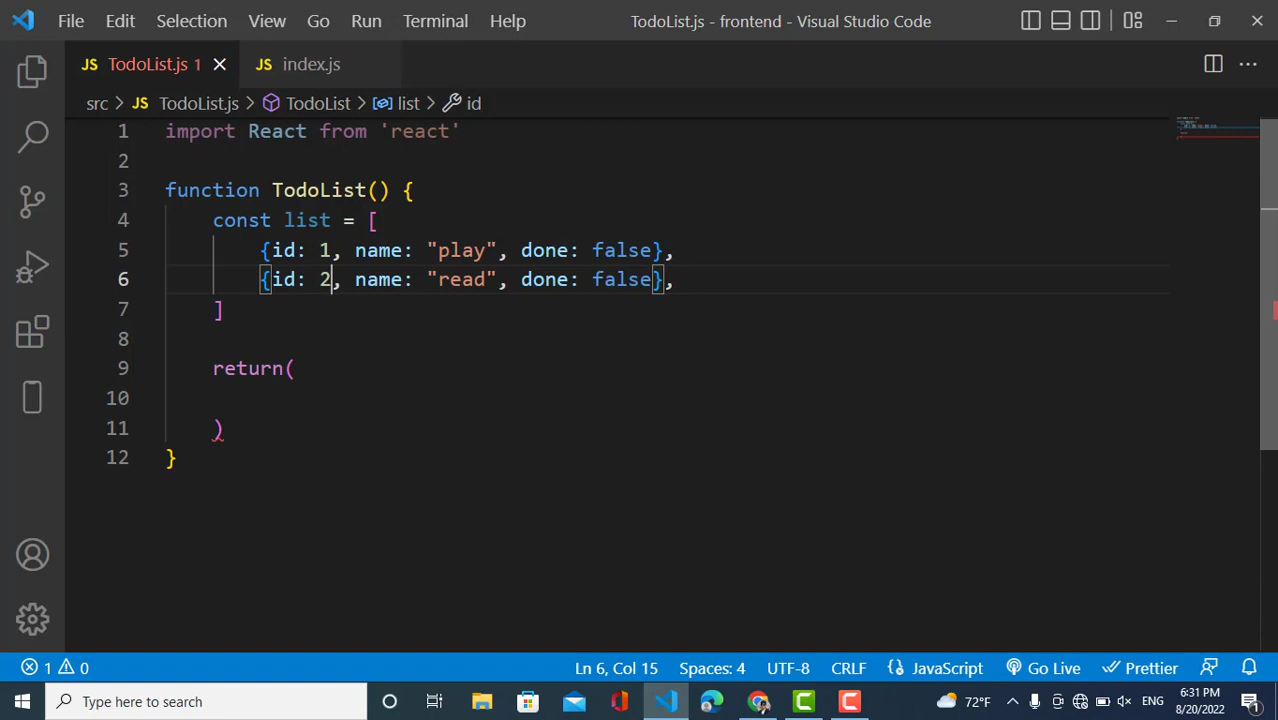 File Edit Selection View Go Run Terminal Help TodoList.js - frontend - Visual Studio Code
JS TodoList.js 1 JS index.js
src > JS TodoList.js > TodoList > list > id
1 import React from 'react'
2
3 function TodoList() {
4 const list = [
5 {id: 1, name: "play", done: false},
6 {id: 2, name: "read", done: false},
7 ]
8
9 return(
10
11 )
12 }
1 0 Ln 6, Col 15 Spaces: 4 UTF-8 CRLF JavaScript Go Live Prettier
Type here to search 72°F ENG 6:31 PM
8/20/2022 1